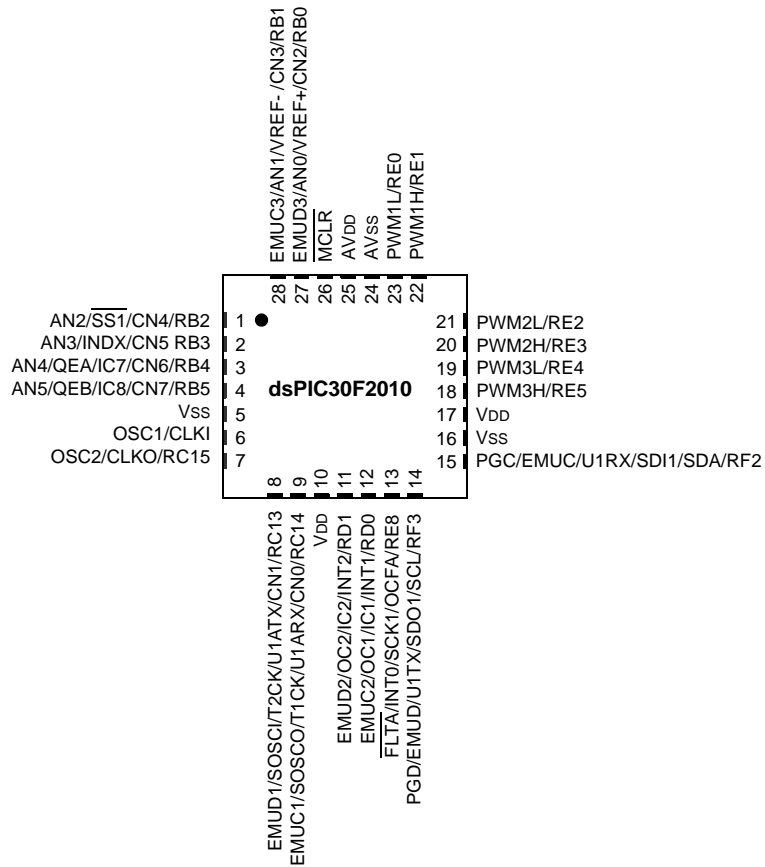 EMUC3/AN1/VREF- /CN3/RB1
EMUD3/AN0/VREF+/CN2/RB0
MCLR
AVDD
AVSS
PWM1L/RE0
PWM1H/RE1
28
27
26
25
24
23
22
AN2/SS1/CN4/RB2
1
AN3/INDX/CN5 RB3
2
AN4/QEA/IC7/CN6/RB4
3
AN5/QEB/IC8/CN7/RB5
4
VSS
5
OSC1/CLKI
6
OSC2/CLKO/RC15
7
dsPIC30F2010
21
PWM2L/RE2
20
PWM2H/RE3
19
PWM3L/RE4
18
PWM3H/RE5
17
VDD
16
VSS
15
PGC/EMUC/U1RX/SDI1/SDA/RF2
8
9
10
11
12
13
14
EMUD1/SOSCI/T2CK/U1ATX/CN1/RC13
EMUC1/SOSCO/T1CK/U1ARX/CN0/RC14
VDD
EMUD2/OC2/IC2/INT2/RD1
EMUC2/OC1/IC1/INT1/RD0
FLTA/INT0/SCK1/OCFA/RE8
PGD/EMUD/U1TX/SDO1/SCL/RF3